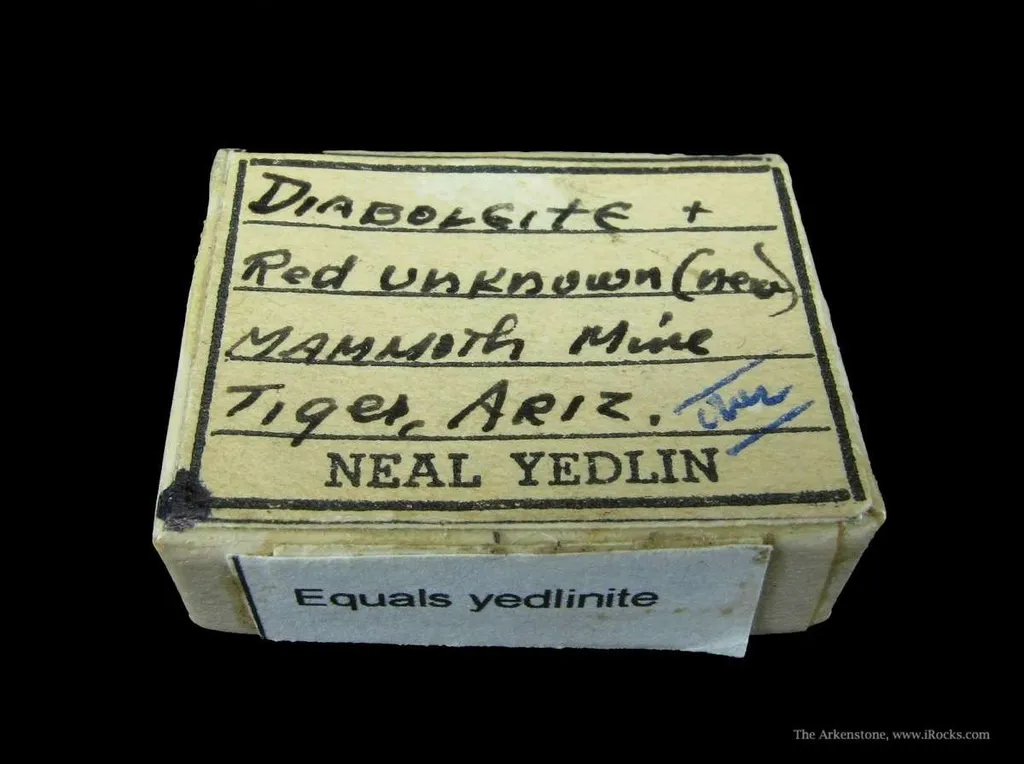 DIABOLEITE +
Red unknown (new)
MAMMOTH Mine
Tiger, ARIZ.
NEAL YEDLIN
Equals yedlinite
The Arkenstone, www.iRocks.com